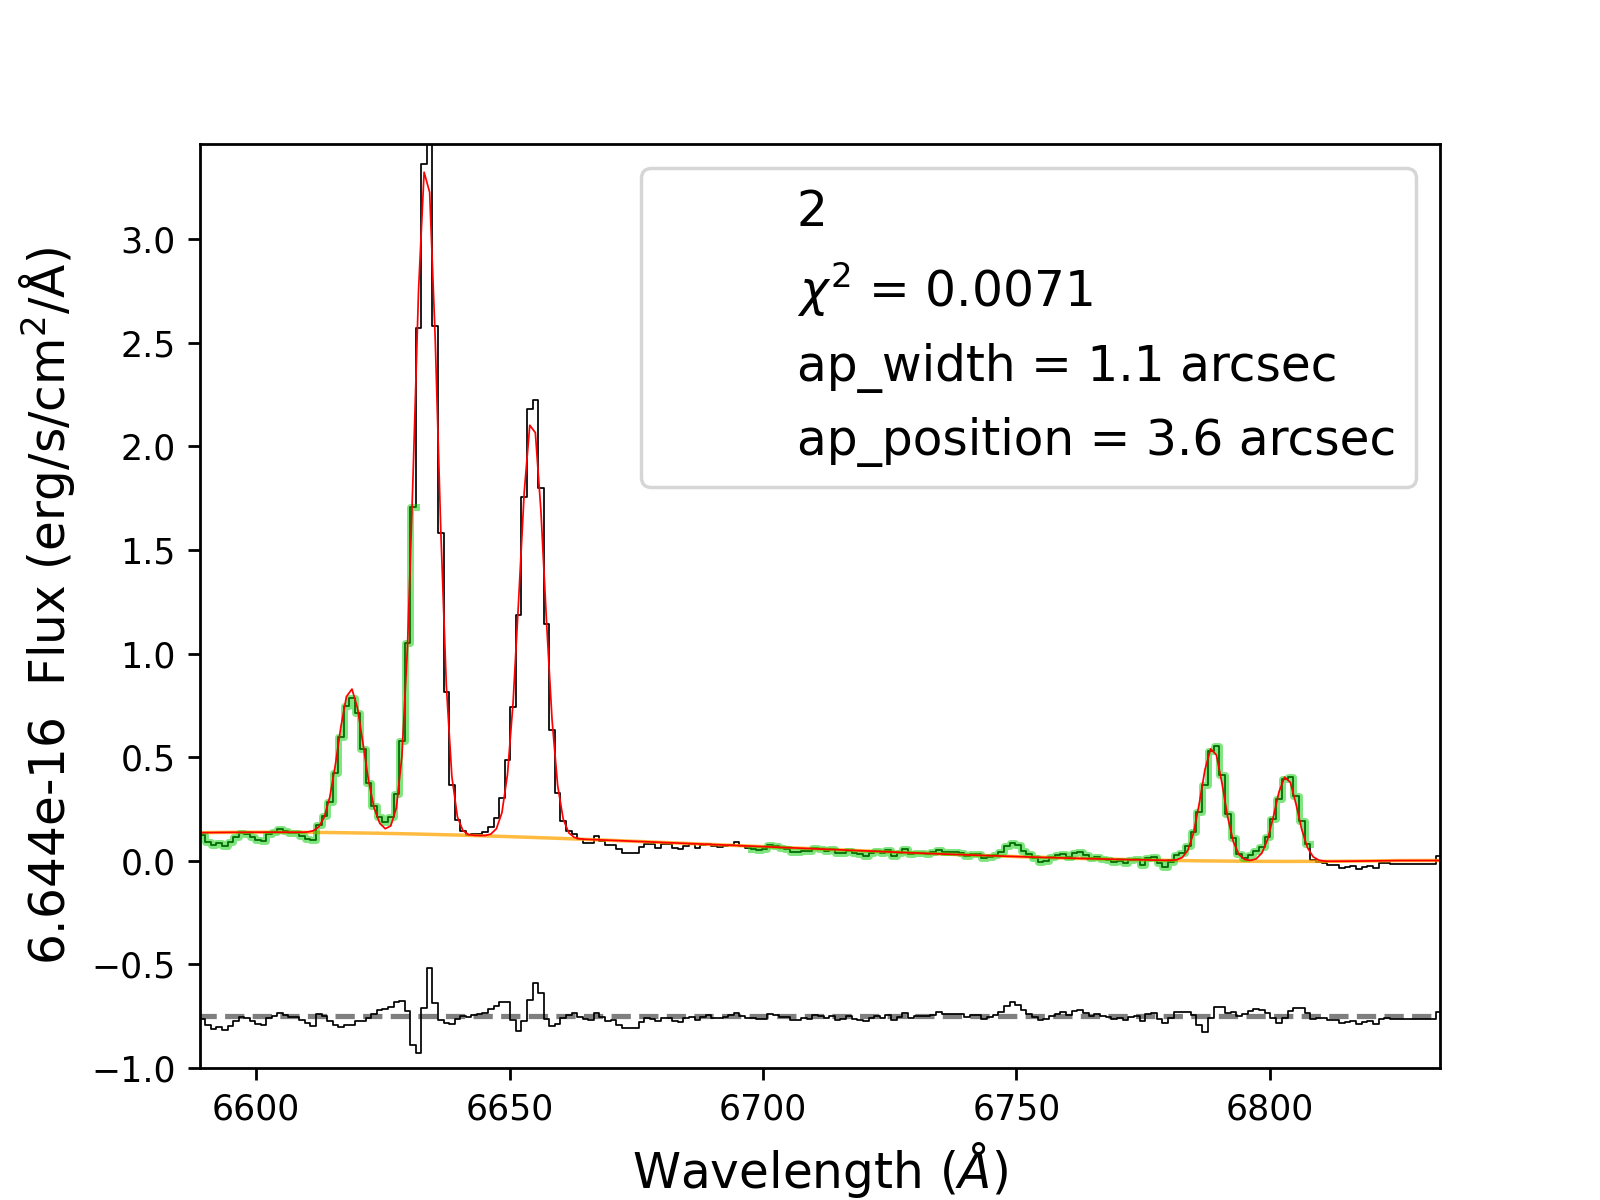 2
χ² = 0.0071
ap_width = 1.1 arcsec
ap_position = 3.6 arcsec
6.644e-16 Flux (erg/s/cm²/Å)
3.0
2.5
2.0
1.5
1.0
0.5
0.0
−0.5
−1.0
6600 6650 6700 6750 6800
Wavelength (Å)